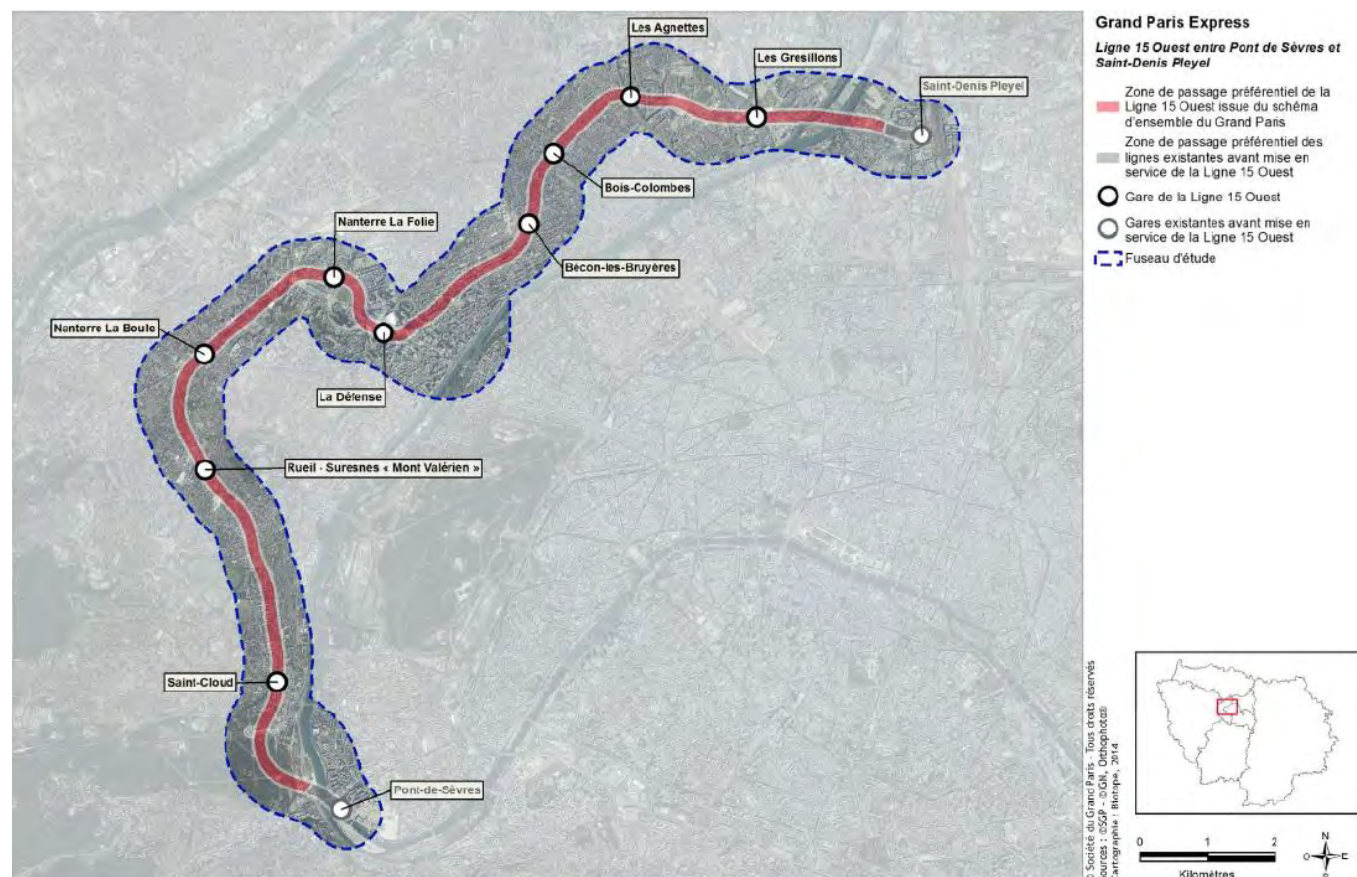 Les Agnettes
Les Gresillons
Saint-Denis Pleyel
Bois-Colombes
Nanterre La Folie
Bécon-les-Bruyères
Nanterre La Boule
La Défense
Rueil - Suresnes « Mont Valérien »
Saint-Cloud
Pont-de-Sèvres
Grand Paris Express
Ligne 15 Ouest entre Pont de Sèvres et
Saint-Denis Pleyel
Zone de passage préférentiel de la
Ligne 15 Ouest issue du schéma
d'ensemble du Grand Paris
Zone de passage préférentiel des
lignes existantes avant mise en
service de la Ligne 15 Ouest
Gare de la Ligne 15 Ouest
Gares existantes avant mise en
service de la Ligne 15 Ouest
Fuseau d'étude
© Société du Grand Paris - Tous droits réservés
Sources : ©SGP - ©IGN, Orthophoto®
Cartographie : Biotope, 2014
0 1 2
Kilomètres
N
O E